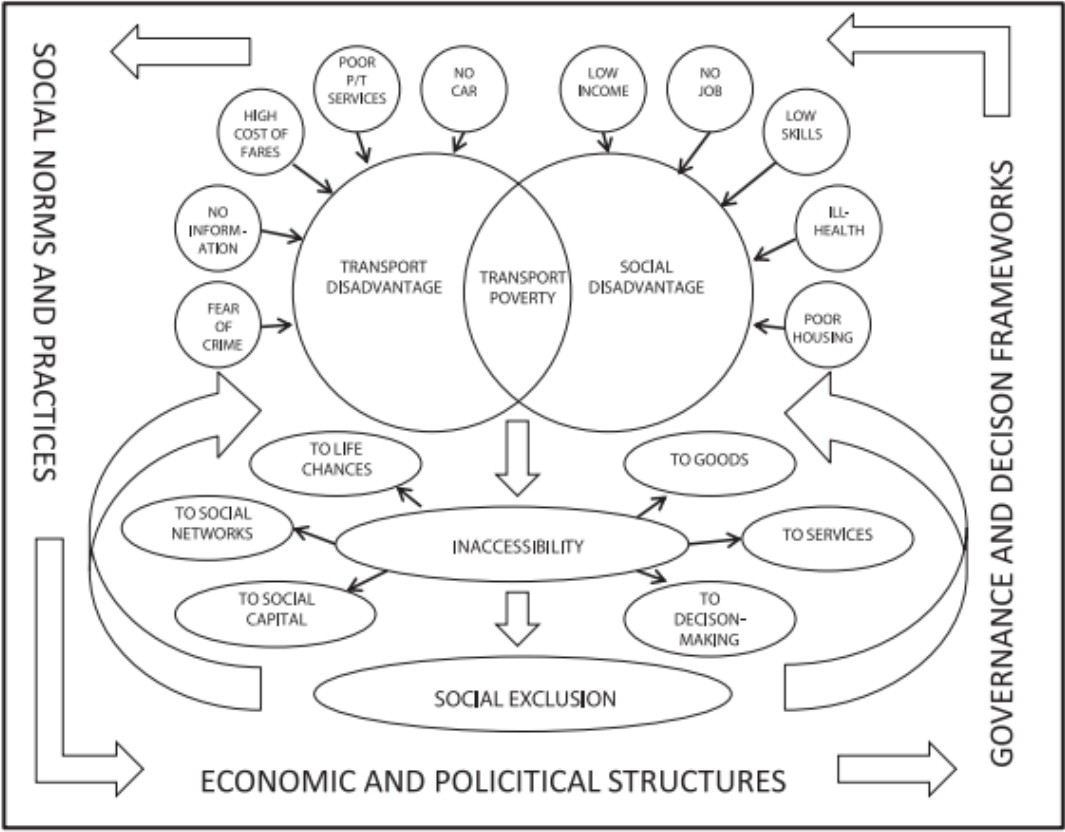 SOCIAL NORMS AND PRACTICES
POOR
P/T
SERVICES
NO
CAR
LOW
INCOME
NO
JOB
HIGH
COST OF
FARES
LOW
SKILLS
NO
INFORM-
ATION
ILL-
HEALTH
FEAR
OF
CRIME
POOR
HOUSING
TRANSPORT
DISADVANTAGE
TRANSPORT
POVERTY
SOCIAL
DISADVANTAGE
GOVERNANCE AND DECISON FRAMEWORKS
TO LIFE
CHANCES
TO GOODS
TO SOCIAL
NETWORKS
INACCESSIBILITY
TO SERVICES
TO SOCIAL
CAPITAL
TO
DECISON-
MAKING
SOCIAL EXCLUSION
ECONOMIC AND POLICITICAL STRUCTURES